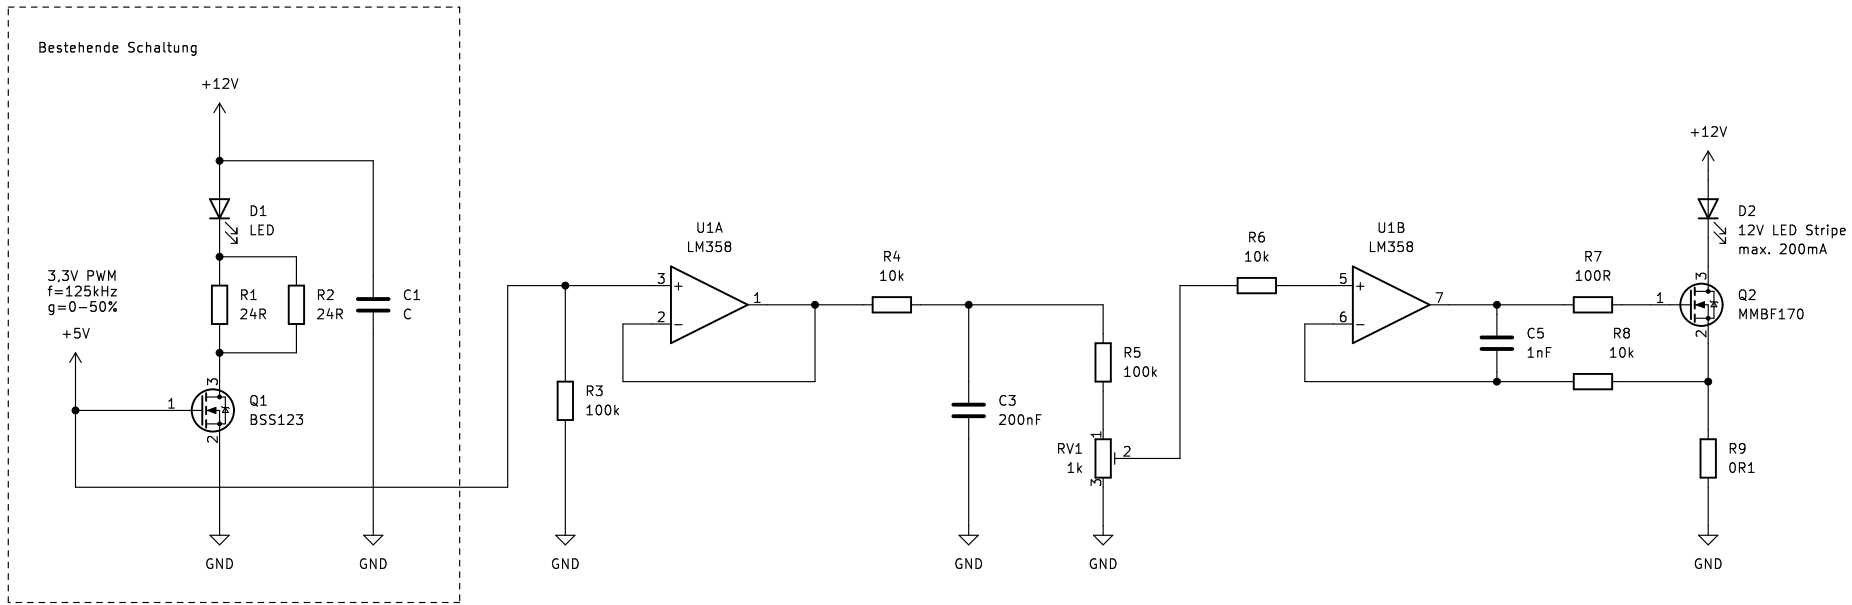 Bestehende Schaltung
+12V
D1
LED
3,3V PWM
f=125kHz
g=0-50%
+5V
R1
24R
R2
24R
C1
C
3
1
2
Q1
BSS123
GND
GND
R3
100k
GND
U1A
LM358
3
+
2
-
1
R4
10k
C3
200nF
GND
R5
100k
RV1
1k
1
2
3
GND
R6
10k
U1B
LM358
5
+
6
-
7
C5
1nF
R7
100R
R8
10k
+12V
D2
12V LED Stripe
max. 200mA
1
3
2
Q2
MMBF170
R9
0R1
GND